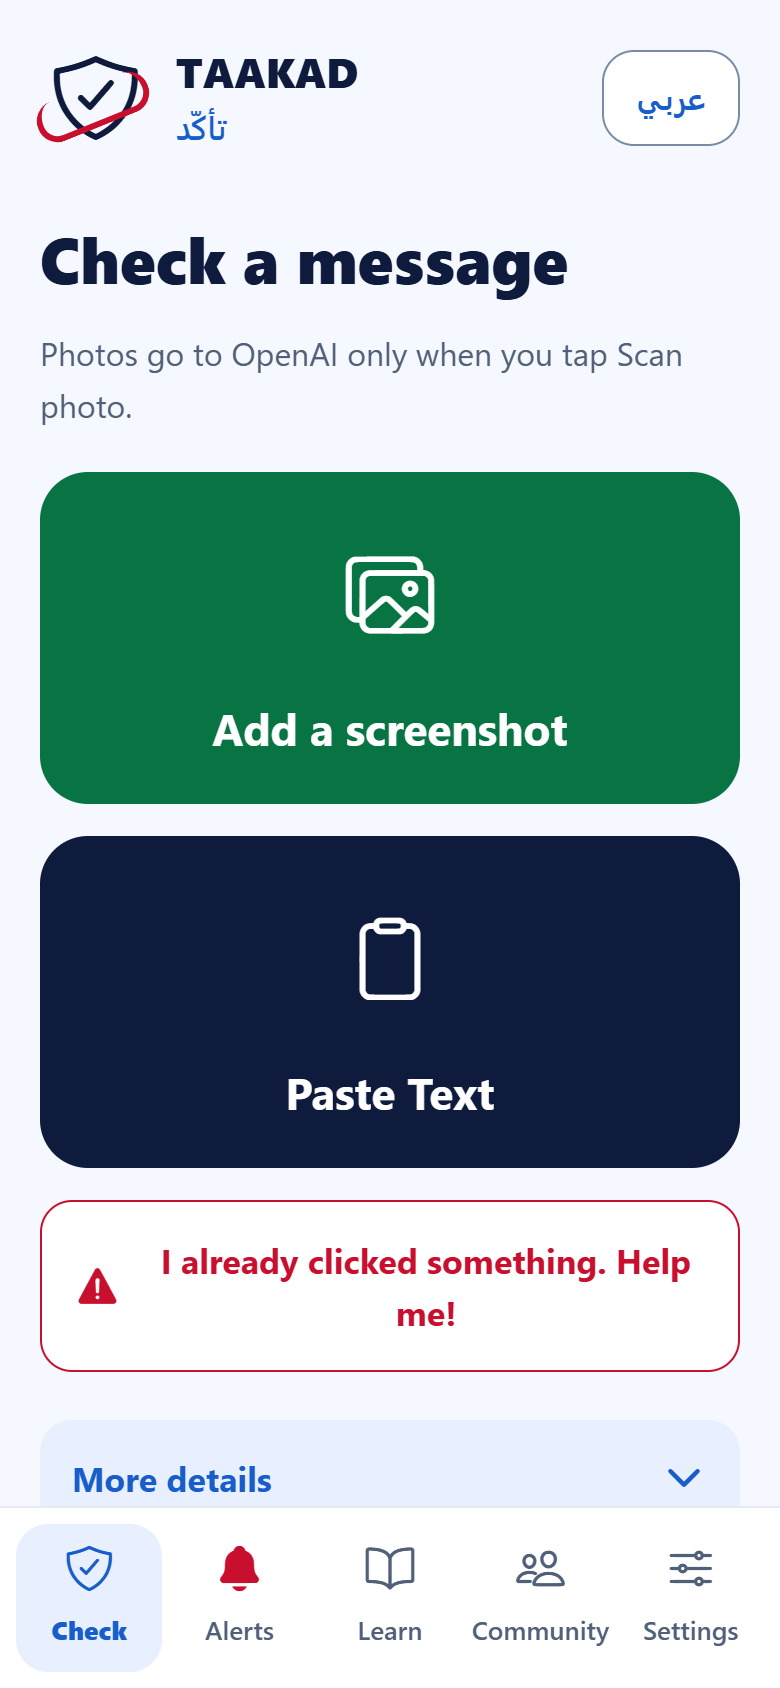 TAAKAD
تأكّد
عربي
Check a message
Photos go to OpenAI only when you tap Scan
photo.
Add a screenshot
Paste Text
I already clicked something. Help
me!
More details
Check
Alerts
Learn
Community
Settings